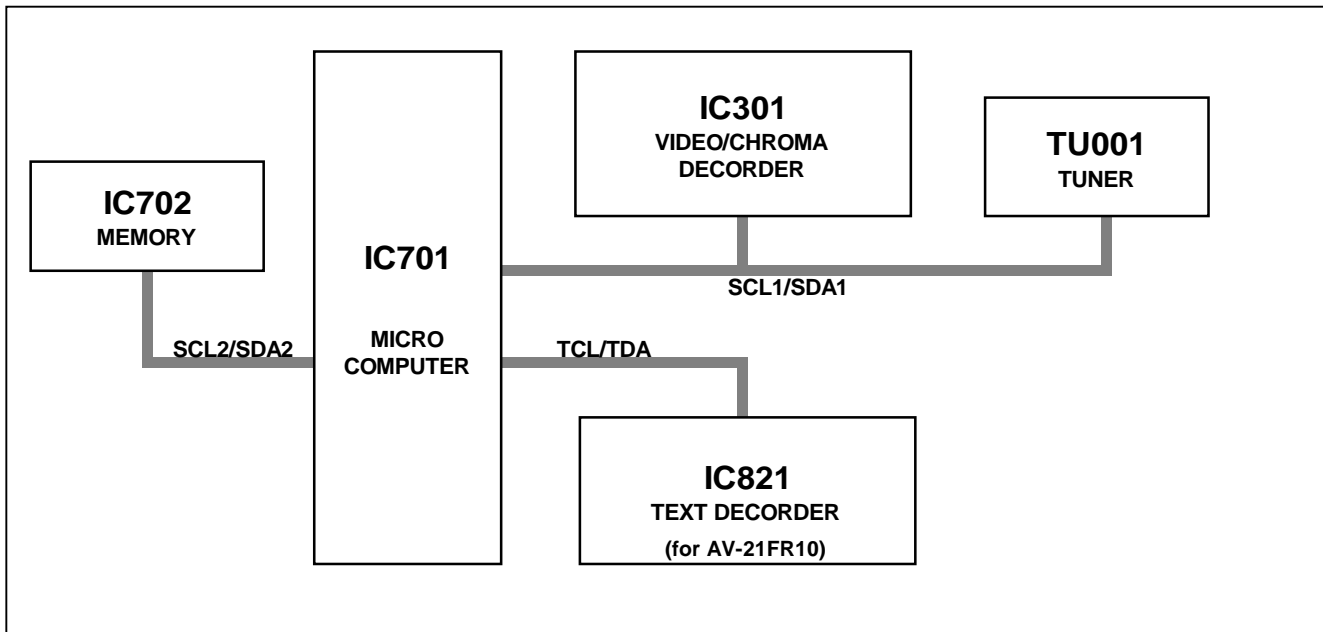 IC702
MEMORY
SCL2/SDA2
IC701
MICRO
COMPUTER
IC301
VIDEO/CHROMA
DECORDER
TU001
TUNER
SCL1/SDA1
TCL/TDA
IC821
TEXT DECORDER
(for AV-21FR10)